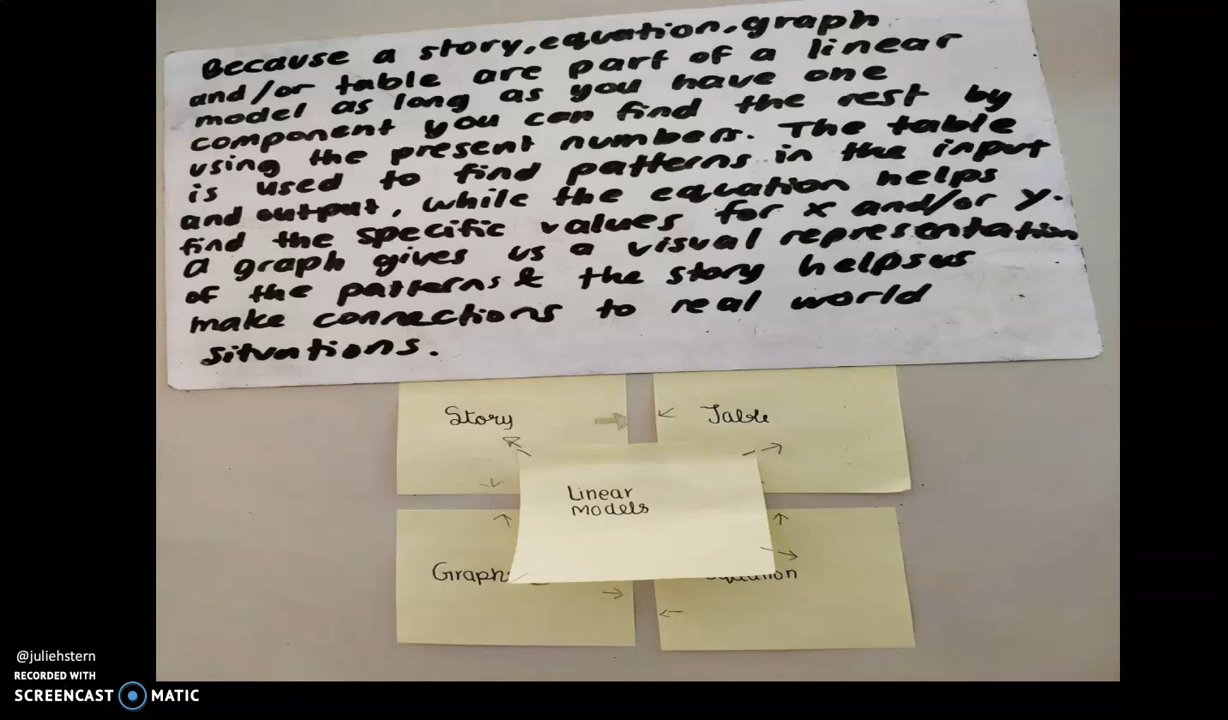 Because a story, equation, graph
and/or table are part of a linear
model as long as you have one
component you can find the rest by
using the present numbers. The table
is used to find patterns in the input
and output, while the equation helps
find the specific values for x and/or y.
a graph gives us a visual representation
of the patterns & the story helps us
make connections to real world
situations.
Story
Table
Linear
Models
Graph
@juliehstern
RECORDED WITH
SCREENCAST MATIC